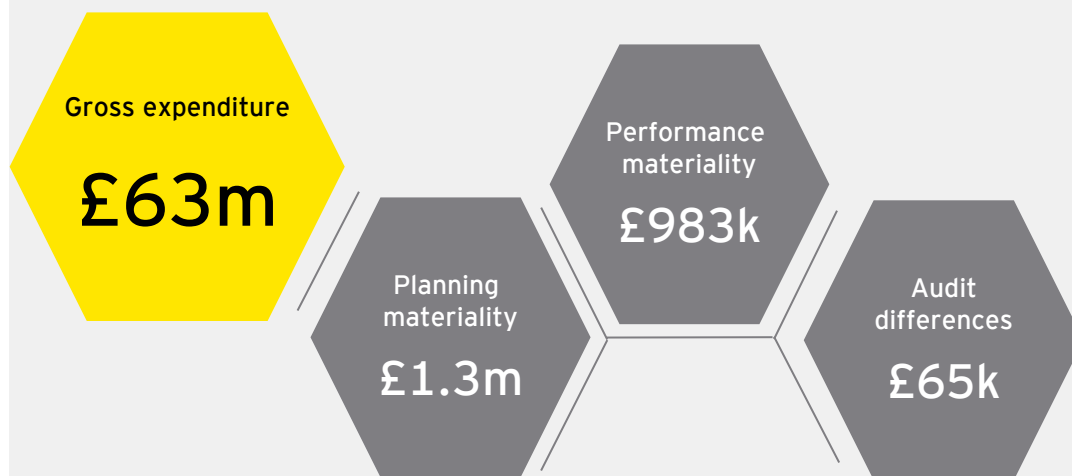 Gross expenditure
£63m
Planning
materiality
£1.3m
Performance
materiality
£983k
Audit
differences
£65k